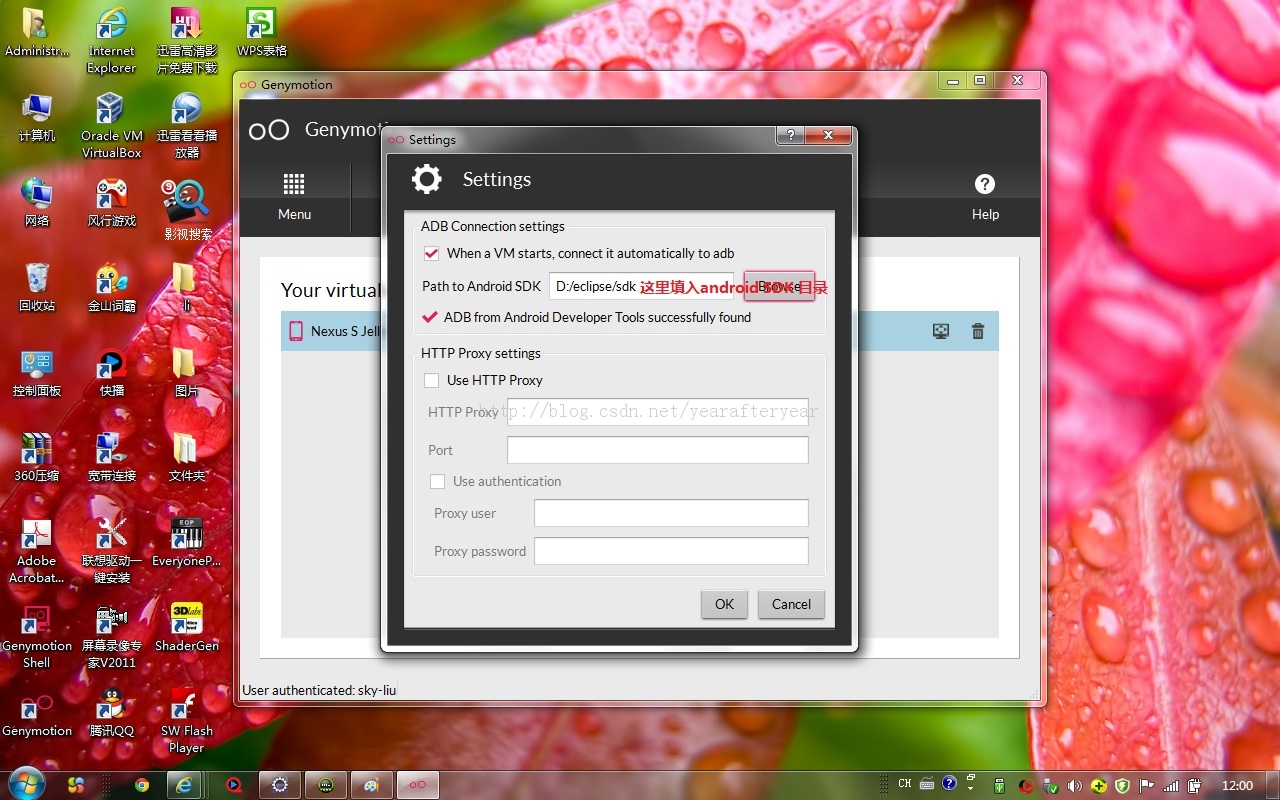 Administr...
Internet Explorer
迅雷高清影片免费下载
WPS表格
计算机
Oracle VM VirtualBox
迅雷看看播放器
网络
风行游戏
影视搜索
回收站
金山词霸
li
控制面板
快播
图片
360压缩
宽带连接
文件夹
Adobe Acrobat...
联想驱动一键安装
EveryoneP...
Genymotion Shell
屏幕录像专家V2011
ShaderGen
Genymotion
腾讯QQ
SW Flash Player
Genymotion
Genymoti
Menu
Help
Your virtual
Nexus S Jell
User authenticated: sky-liu
Settings
Settings
ADB Connection settings
When a VM starts, connect it automatically to adb
Path to Android SDK
D:/eclipse/sdk
这里填入android SDK 目录
Browse
ADB from Android Developer Tools successfully found
HTTP Proxy settings
Use HTTP Proxy
HTTP Proxy
http://blog.csdn.net/yearafteryear
Port
Use authentication
Proxy user
Proxy password
OK
Cancel
CH
12:00